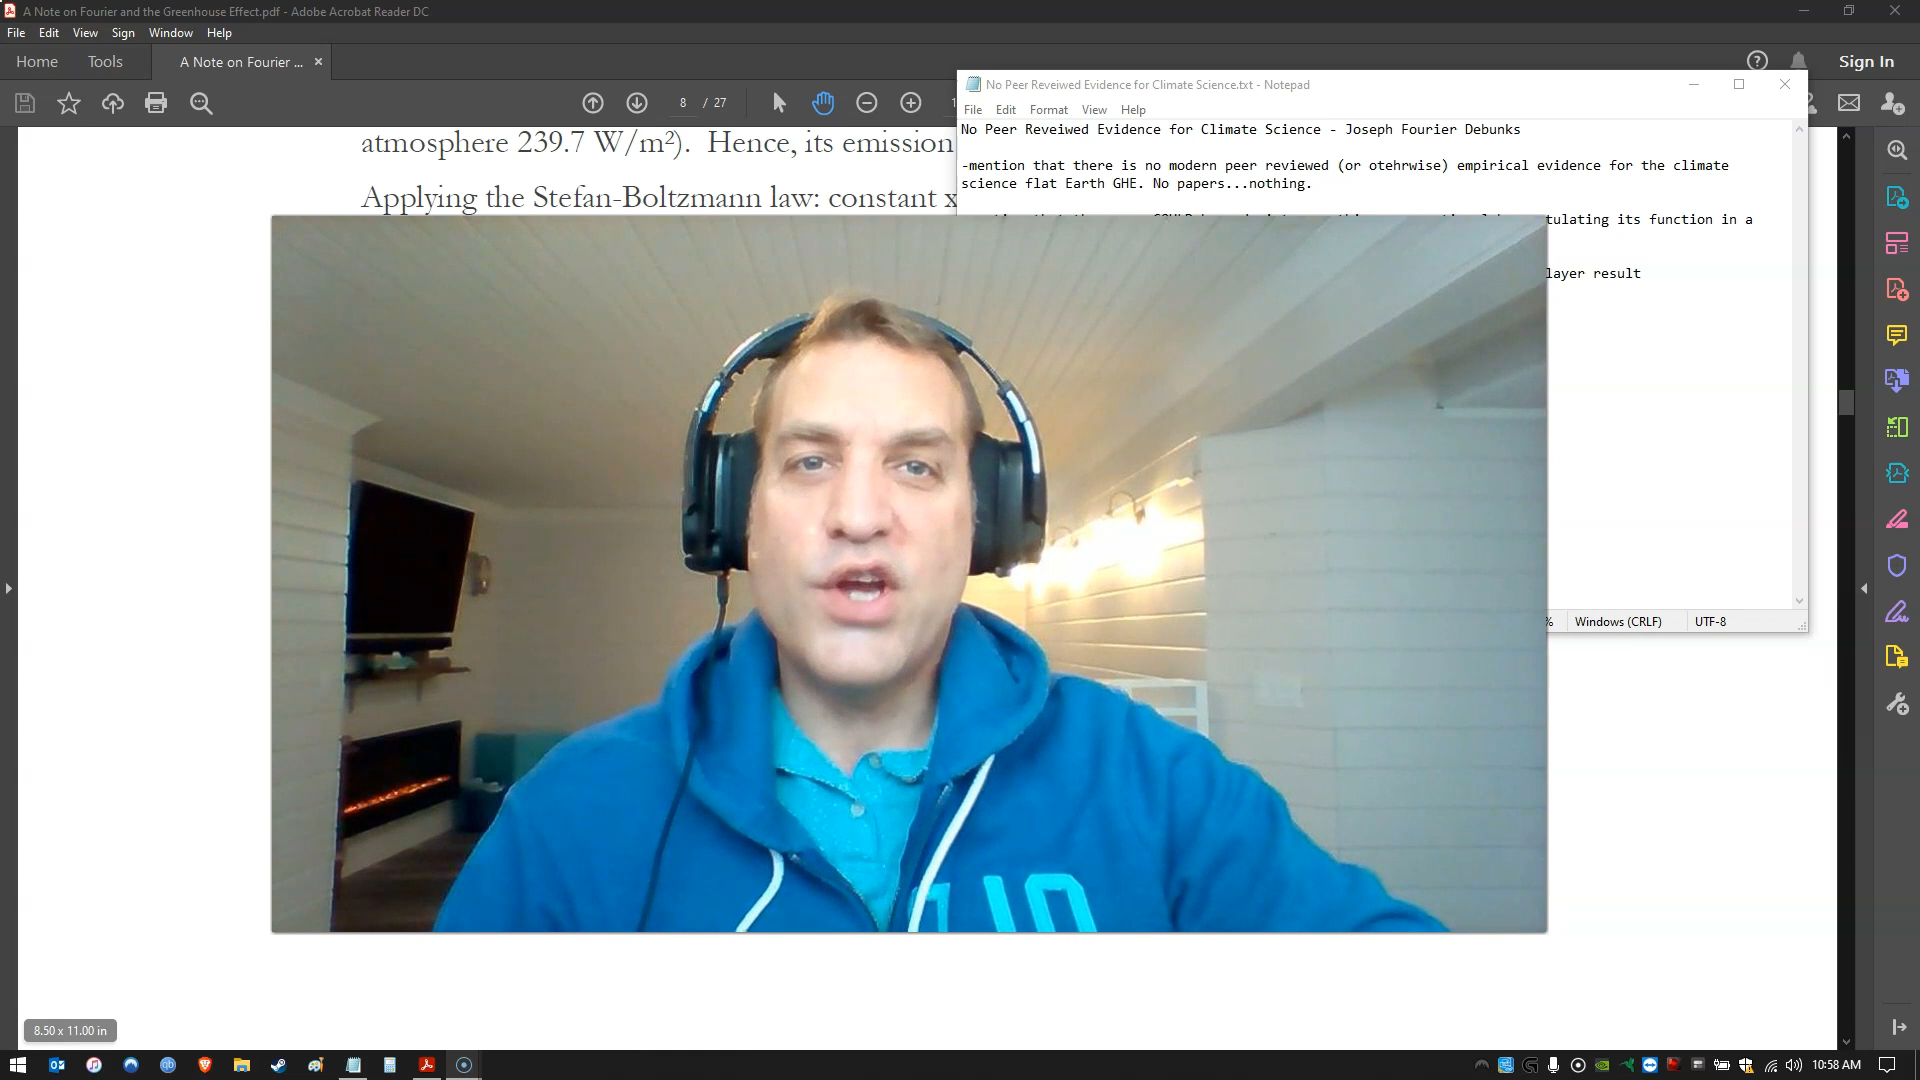 A Note on Fourier and the Greenhouse Effect.pdf - Adobe Acrobat Reader DC
File Edit View Sign Window Help
Home Tools A Note on Fourier ... × Sign In
8 / 27
atmosphere 239.7 W/m²). Hence, its emission
Applying the Stefan-Boltzmann law: constant x
No Peer Reveiwed Evidence for Climate Science.txt - Notepad
File Edit Format View Help
No Peer Reveiwed Evidence for Climate Science - Joseph Fourier Debunks
-mention that there is no modern peer reviewed (or otehrwise) empirical evidence for the climate
science flat Earth GHE. No papers...nothing.
tulating its function in a
layer result
% Windows (CRLF) UTF-8
8.50 x 11.00 in
10:58 AM